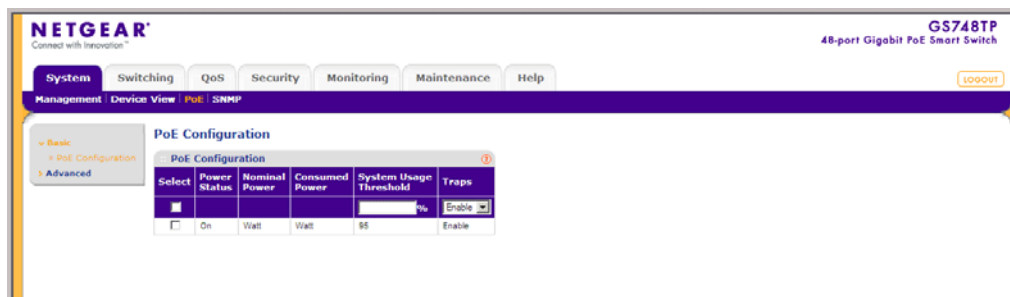 NETGEAR®
Connect with Innovation™
GS748TP
48-port Gigabit PoE Smart Switch
System Switching QoS Security Monitoring Maintenance Help
LOGOUT
Management Device View PoE SNMP
Basic
PoE Configuration
Advanced
PoE Configuration
PoE Configuration ?
Select Power Status Nominal Power Consumed Power System Usage Threshold Traps
% Enable
On Watt Watt 95 Enable